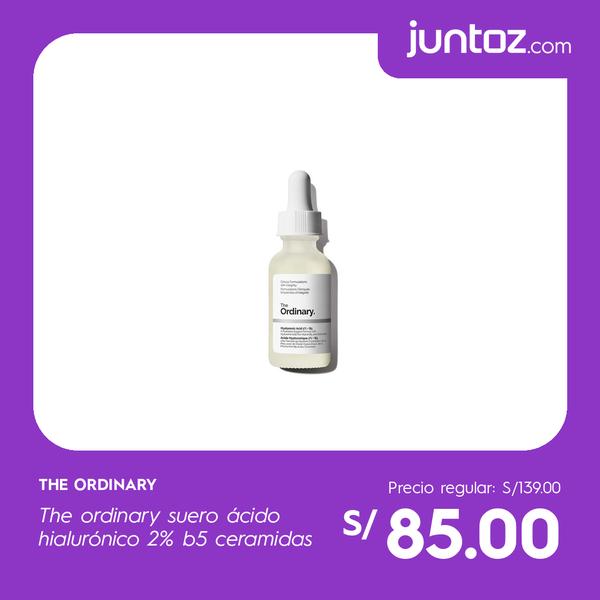 juntoz.com
The
Ordinary.
THE ORDINARY
The ordinary suero ácido
hialurónico 2% b5 ceramidas
Precio regular: S/139.00
S/ 85.00